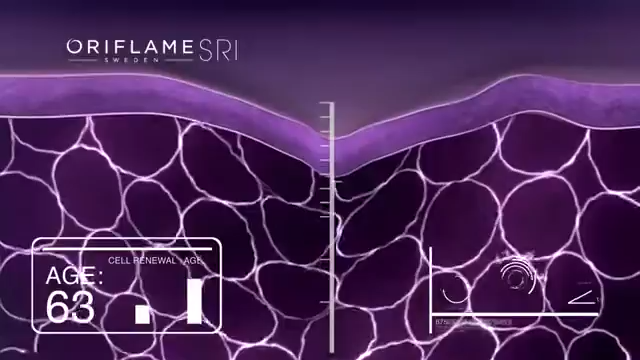 ORIFLAME SRI
SWEDEN
CELL RENEWAL AGE
AGE:
63